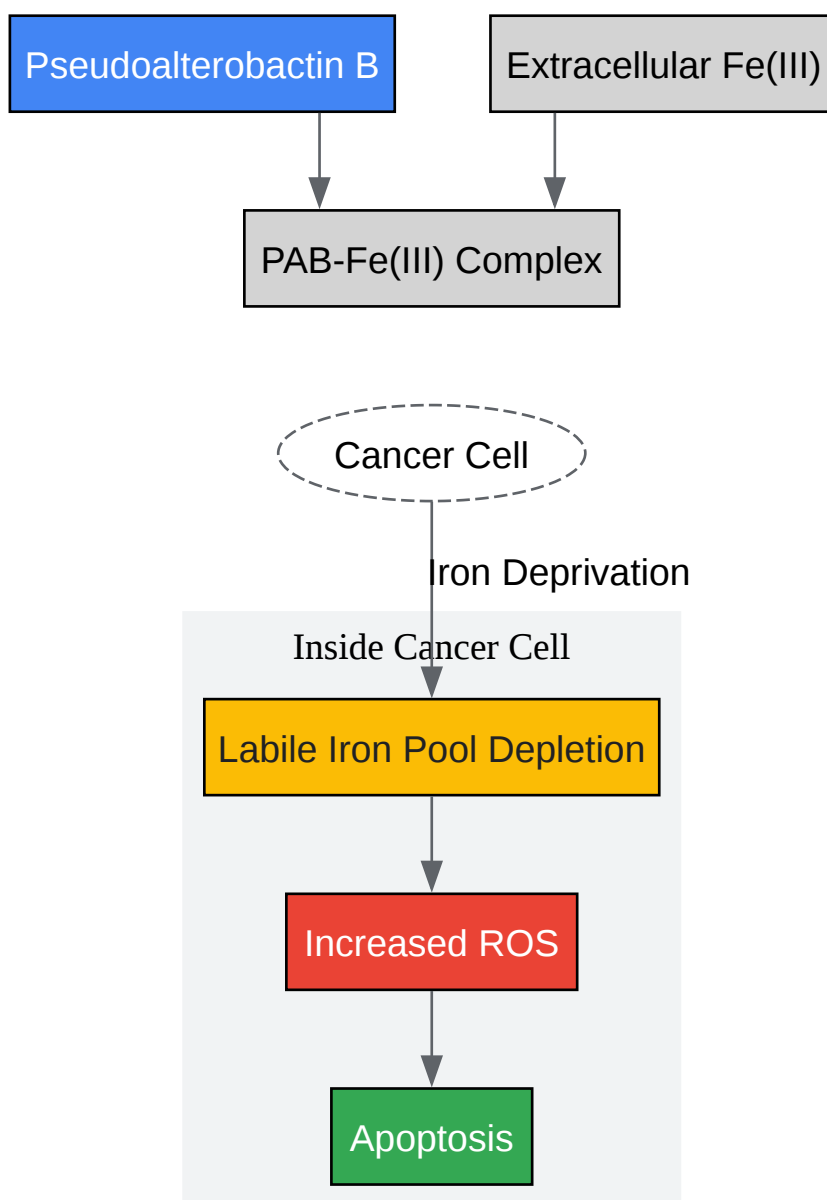 Pseudoalterobactin B
Extracellular Fe(III)
PAB-Fe(III) Complex
Cancer Cell
Iron Deprivation
Inside Cancer Cell
Labile Iron Pool Depletion
Increased ROS
Apoptosis